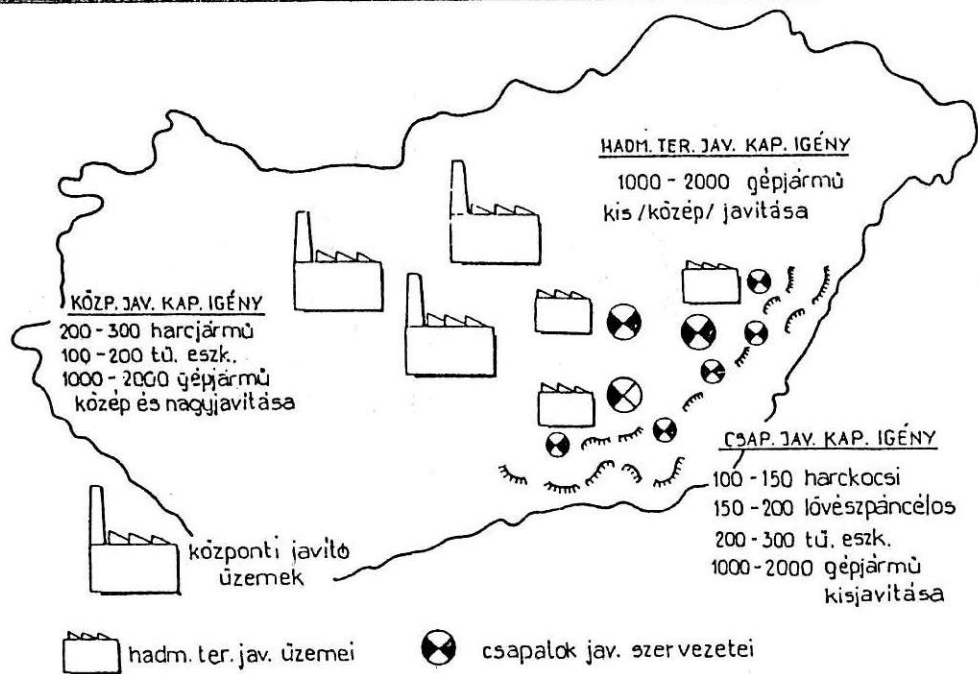 HADM. TER. JAV. KAP. IGÉNY
1000 - 2000 gépjármű
kis /közép/ javítása
KÖZP. JAV. KAP. IGÉNY
200 - 300 harcjármű
100 - 200 tű. eszk.
1000 - 2000 gépjármű
közép és nagyjavítása
CSAP. JAV. KAP. IGÉNY
100 - 150 harckocsi
150 - 200 lövészpáncélos
200 - 300 tű. eszk.
1000 - 2000 gépjármű
kisjavítása
központi javító
üzemek
hadm. ter. jav. üzemei
csapatok jav. szervezetei